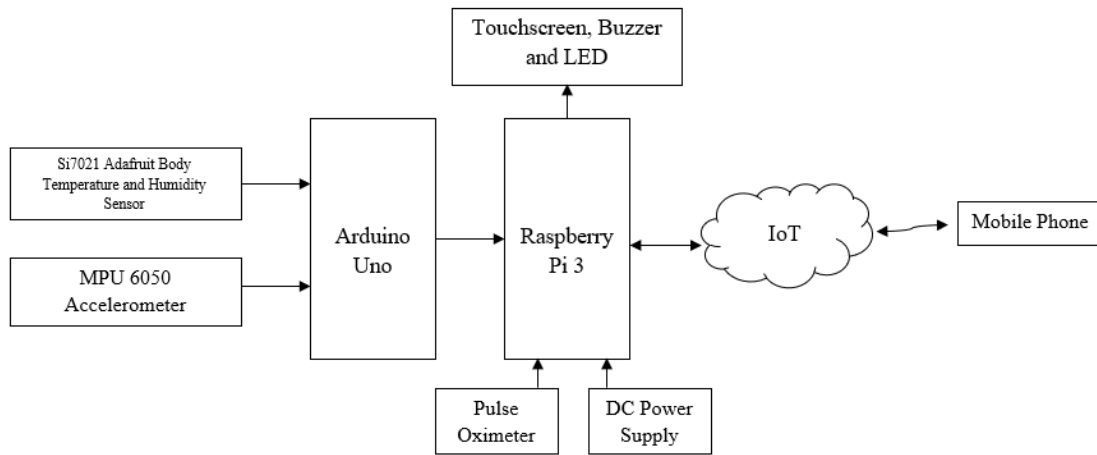 Touchscreen, Buzzer
and LED
Si7021 Adafruit Body
Temperature and Humidity
Sensor
MPU 6050
Accelerometer
Arduino
Uno
Raspberry
Pi 3
IoT
Mobile Phone
Pulse
Oximeter
DC Power
Supply